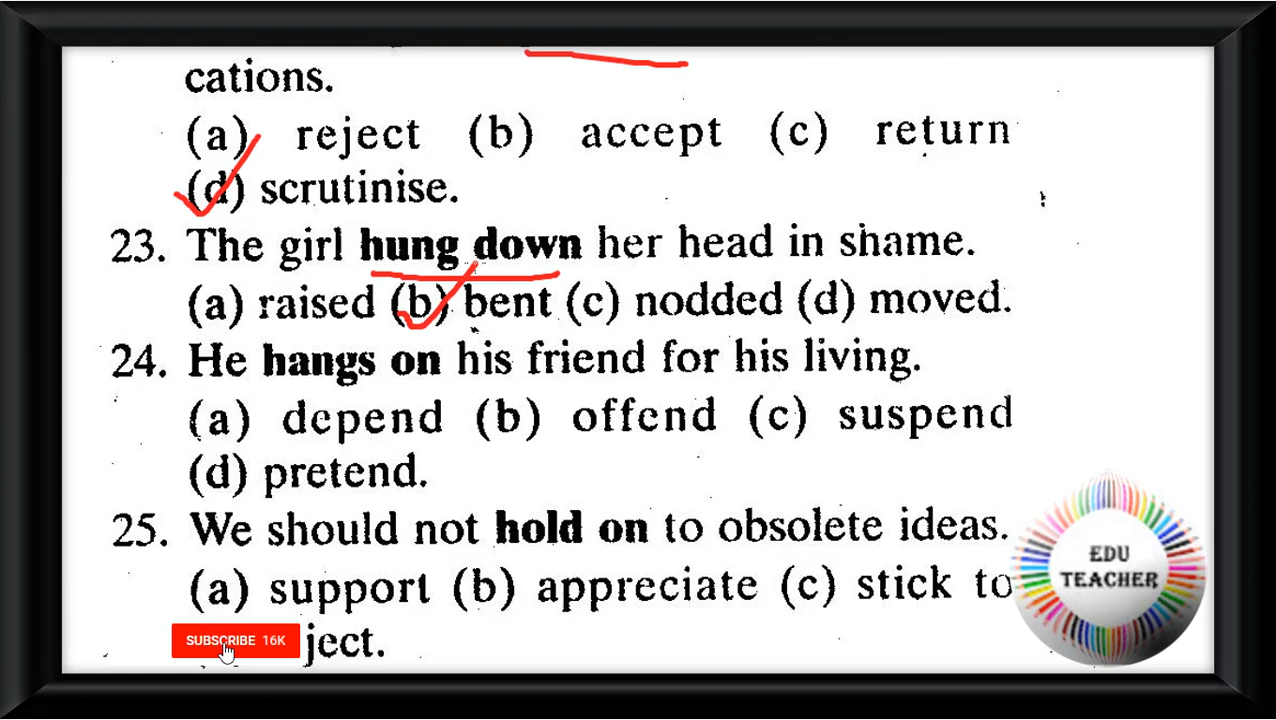 cations.
(a) reject (b) accept (c) return
(d) scrutinise.
23. The girl hung down her head in shame.
(a) raised (b) bent (c) nodded (d) moved.
24. He hangs on his friend for his living.
(a) depend (b) offend (c) suspend
(d) pretend.
25. We should not hold on to obsolete ideas.
(a) support (b) appreciate (c) stick to
ject.
SUBSCRIBE 16K
EDU
TEACHER